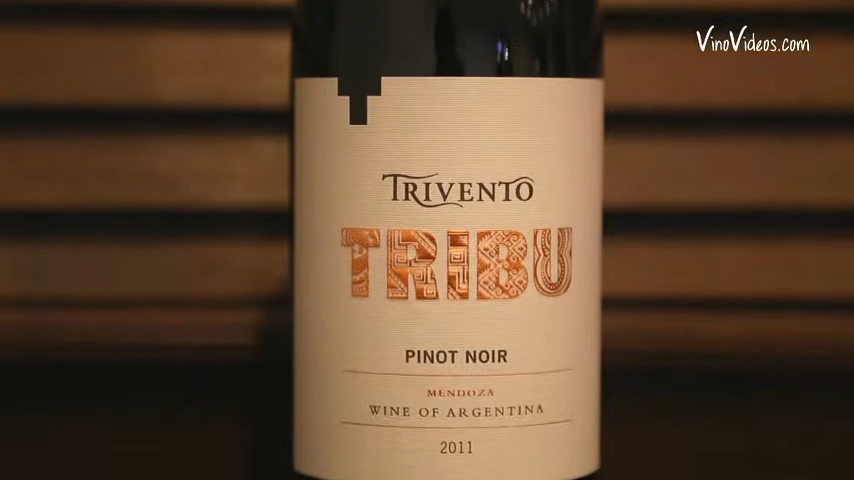 VinoVideos.com
TRIVENTO
TRIBU
PINOT NOIR
MENDOZA
WINE OF ARGENTINA
2011